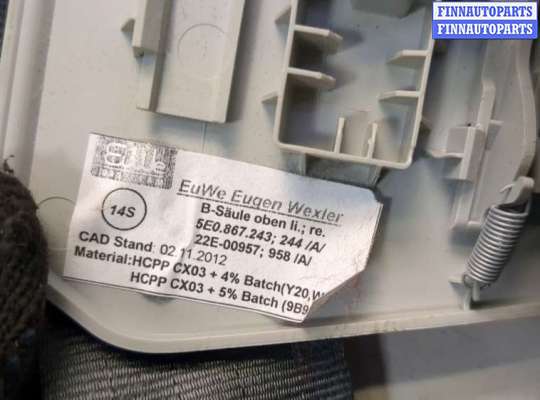 FINNAUTOPARTS
FINNAUTOPARTS
EuWe Eugen Wexler
B-Säule oben li.; re.
14S
5E0.867.243; 244 /A/
22E-00957; 958 /A/
CAD Stand: 02.11.2012
Material:HCPP CX03 + 4% Batch(Y20,W
HCPP CX03 + 5% Batch (9B9